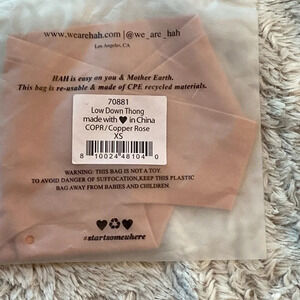 www.wearehah.com | @we_are_hah
Los Angeles, CA
HAH is easy on you & Mother Earth.
This bag is re-usable & made of CPE recycled materials.
70881
Low Down Thong
made with ♥ in China
COPR / Copper Rose
XS
8 10024 48104 0
WARNING: THIS BAG IS NOT A TOY.
TO AVOID DANGER OF SUFFOCATION,KEEP THIS PLASTIC
BAG AWAY FROM BABIES AND CHILDREN.
♥♻♥
#startsomewhere